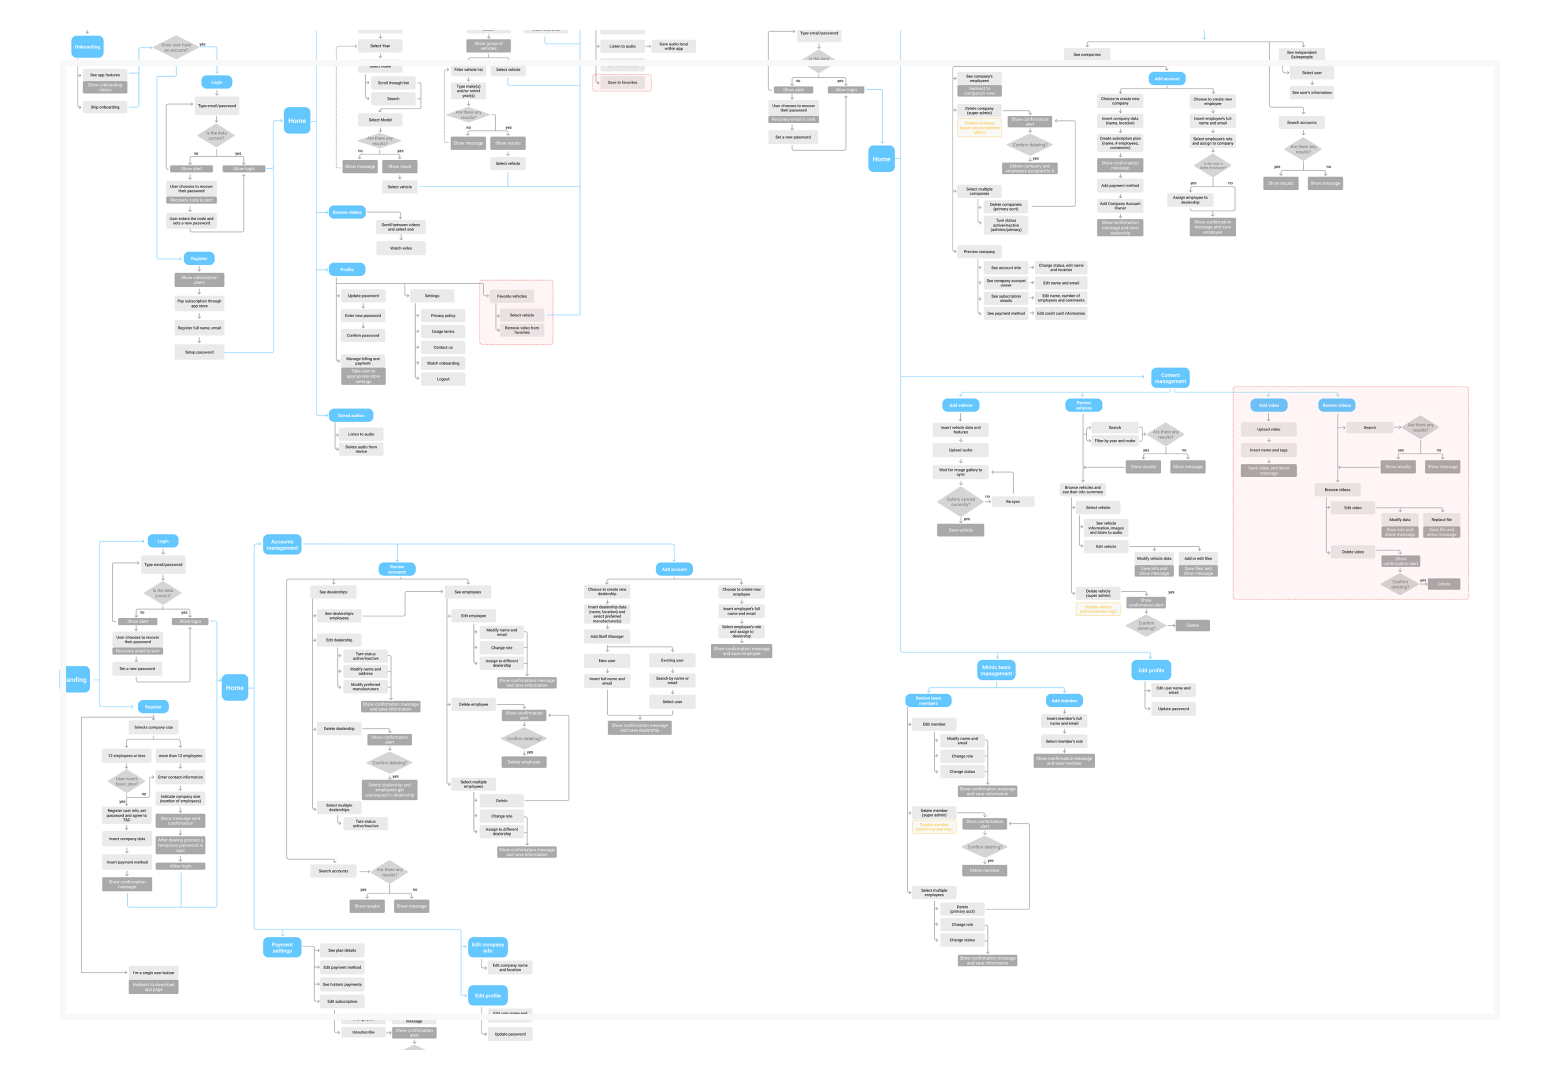 Onboarding
Does user have
an account?
yes
See app features
Show onboarding
videos
Skip onboarding
Login
Type email/password
Is the data
correct?
no
yes
Show alert
Allow login
User chooses to recover
their password
Recovery code is sent
User enters the code and
sets a new password
Register
Show subscription
plans
Pay subscription through
app store
Register full name, email
Setup password
Home
Select Year
Scroll through list
Search
Select Model
Are there any
results?
no
yes
Show message
Show result
Select vehicle
Show group of
vehicles
Filter vehicle list
Select vehicle
Type make(s)
and/or select
year(s)
Are there any
results?
no
yes
Show message
Show results
Select vehicle
Listen to audio
Save audio local
within app
Save to favorites
Browse videos
Scroll between videos
and select one
Watch video
Profile
Update password
Enter new password
Confirm password
Manage billing and
payment
Take user to
appropriate store
settings
Settings
Privacy policy
Usage terms
Contact us
Watch onboarding
Logout
Favorite vehicles
Select vehicle
Remove video from
favorites
Saved audios
Listen to audio
Delete audio from
device
Type email/password
Is the data
Show alert
Allow login
User chooses to recover
their password
Recovery email is sent
Set a new password
Home
See companies
See company's
employees
Redirect to
company's view
Delete company
(super admin)
Show confirmation
alert
Confirm deleting?
yes
Delete company and
employees assigned to it
Select multiple
companies
Delete companies
(primary acct)
Turn status
active/inactive
(admins/primary)
Preview company
See account info
Change status, edit name
and location
See company account
owner
Edit name and email
See subscription
details
Edit name, number of
employees and comments
See payment method
Edit credit card information
Add account
Choose to create new
company
Insert company data
(name, location)
Create subscription plan
(name, # employees,
comments)
Show confirmation
message
Add payment method
Add Company Account
Owner
Show confirmation
message and save
dealership
Choose to create new
employee
Insert employee's full
name and email
Select employee's role
and assign to company
yes
no
Assign employee to
dealership
Show confirmation
message and save
employee
See Independent
Salespeople
Select user
See user's information
Search accounts
Are there any
results?
yes
no
Show results
Show message
Content
management
Add vehicle
Insert vehicle data and
features
Upload audio
Wait for image gallery to
sync
Gallery synced
correctly?
no
Re-sync
yes
Save vehicle
Review
vehicles
Search
Filter by year and make
Are there any
results?
yes
no
Show results
Show message
Browse vehicles and
see their info summary
Select vehicle
See vehicle
information, images
and listen to audio
Edit vehicle
Modify vehicle data
Add or edit files
Save info and
show message
Save files and
show message
Delete vehicle
(super admin)
Show
confirmation alert
yes
Confirm
deleting?
Delete
Add video
Upload video
Insert name and tags
Save video and show
message
Review videos
Search
Are there any
results?
yes
no
Show results
Show message
Browse videos
Edit video
Modify data
Replace file
Save info and
show message
Save file and
show message
Delete video
Show
confirmation alert
Confirm
deleting?
yes
Delete
Mimic team
management
Edit profile
Edit user name and
email
Update password
Review team
members
Edit member
Modify name and
email
Change role
Change status
Show confirmation message
and save information
Delete member
(super admin)
Show confirmation
alert
Confirm deleting?
yes
Delete member
Select multiple
employees
Delete
(primary acct)
Change role
Change status
Show confirmation message
and save information
Add member
Insert member's full
name and email
Select member's role
Show confirmation message
and save member
anding
Login
Type email/password
Is the data
correct?
no
yes
Show alert
Allow login
User chooses to recover
their password
Recovery email is sent
Set a new password
Home
Register
Selects company size
12 employees or less
more than 12 employees
User wants
basic plan?
no
yes
Enter contact information
Indicate company size
(number of employees)
Show message sent
confirmation
After dealing process a
temporary password is
sent
Allow login
Register user info, set
password and agree to
T&C
Insert company data
Insert payment method
Show confirmation
message
I'm a single user button
Redirect to download
app page
Accounts
management
Review
accounts
See dealerships
See dealership's
employees
Edit dealership
Turn status
active/inactive
Modify name and
address
Modify preferred
manufacturers
Show confirmation message
and save information
Delete dealership
Show confirmation
alert
Confirm deleting?
yes
Delete dealership and
employees get
unassigned to dealership
Select multiple
dealerships
Turn status
active/inactive
Search accounts
Are there any
results?
yes
no
Show results
Show message
See employees
Edit employee
Modify name and
email
Change role
Assign to different
dealership
Show confirmation message
and save information
Delete employee
Show confirmation
alert
Confirm deleting?
yes
Delete employee
Select multiple
employees
Delete
Change role
Assign to different
dealership
Show confirmation message
and save information
Add account
Choose to create new
dealership
Insert dealership data
(name, location) and
select preferred
manufacturer(s)
Add Staff Manager
New user
Existing user
Insert full name and
email
Search by name or
email
Select user
Show confirmation message
and save dealership
Choose to create new
employee
Insert employee's full
name and email
Select employee's role
and assign to
dealership
Show confirmation message
and save employee
Payment
settings
See plan details
Edit payment method
See historic payments
Edit subscription
message
Unsubscribe
Show confirmation
alert
Edit company
info
Edit company name
and location
Edit profile
Update password